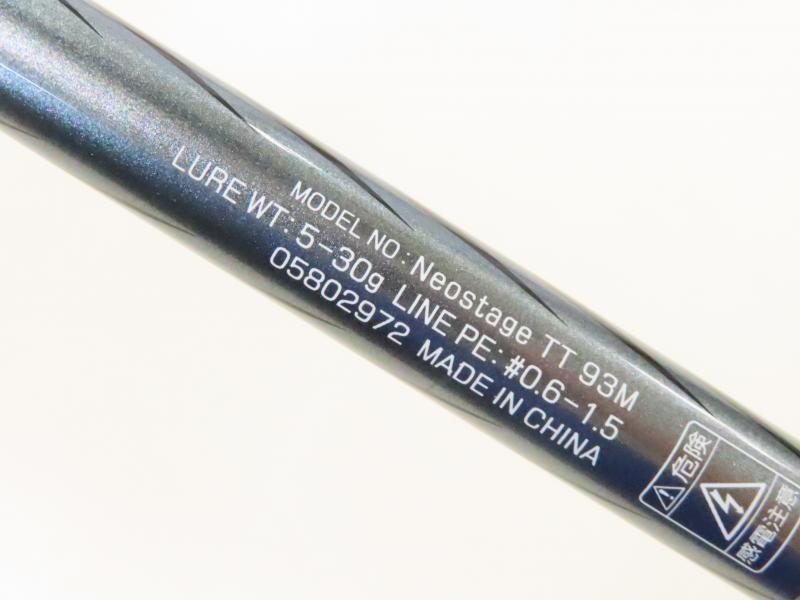 MODEL NO: Neostage TT 93M
LURE WT: 5-30g LINE PE: #0.6-1.5
05802972 MADE IN CHINA
危険
感電注意